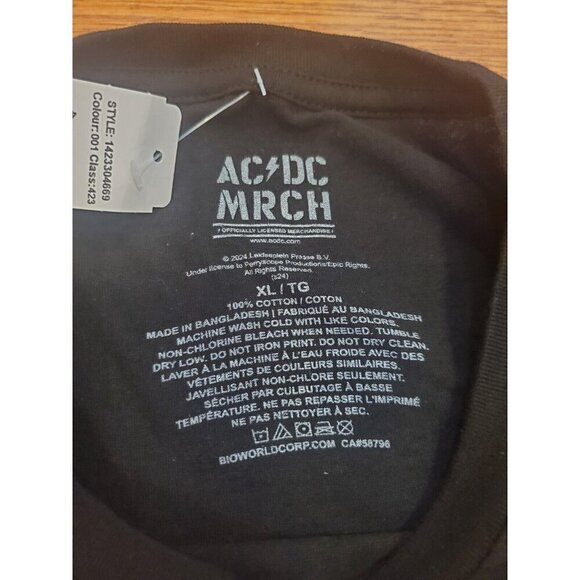 STYLE: 1423304669
Colour:001 Class:423
AC/DC
MRCH
/ OFFICIALLY LICENSED MERCHANDISE /
www.acdc.com
© 2024 Leidseplein Presse B.V.
Under license to Perryscope Productions/Epic Rights.
All Rights Reserved.
(s24)
XL / TG
100% COTTON / COTON
MADE IN BANGLADESH | FABRIQUÉ AU BANGLADESH
MACHINE WASH COLD WITH LIKE COLORS.
NON-CHLORINE BLEACH WHEN NEEDED. TUMBLE
DRY LOW. DO NOT IRON PRINT. DO NOT DRY CLEAN.
LAVER À LA MACHINE À L'EAU FROIDE AVEC DES
VÊTEMENTS DE COULEURS SIMILAIRES.
JAVELLISANT NON-CHLORE SEULEMENT.
SÉCHER PAR CULBUTAGE À BASSE
TEMPÉRATURE. NE PAS REPASSER L'IMPRIMÉ
NE PAS NETTOYER À SEC.
BIOWORLDCORP.COM CA#58796